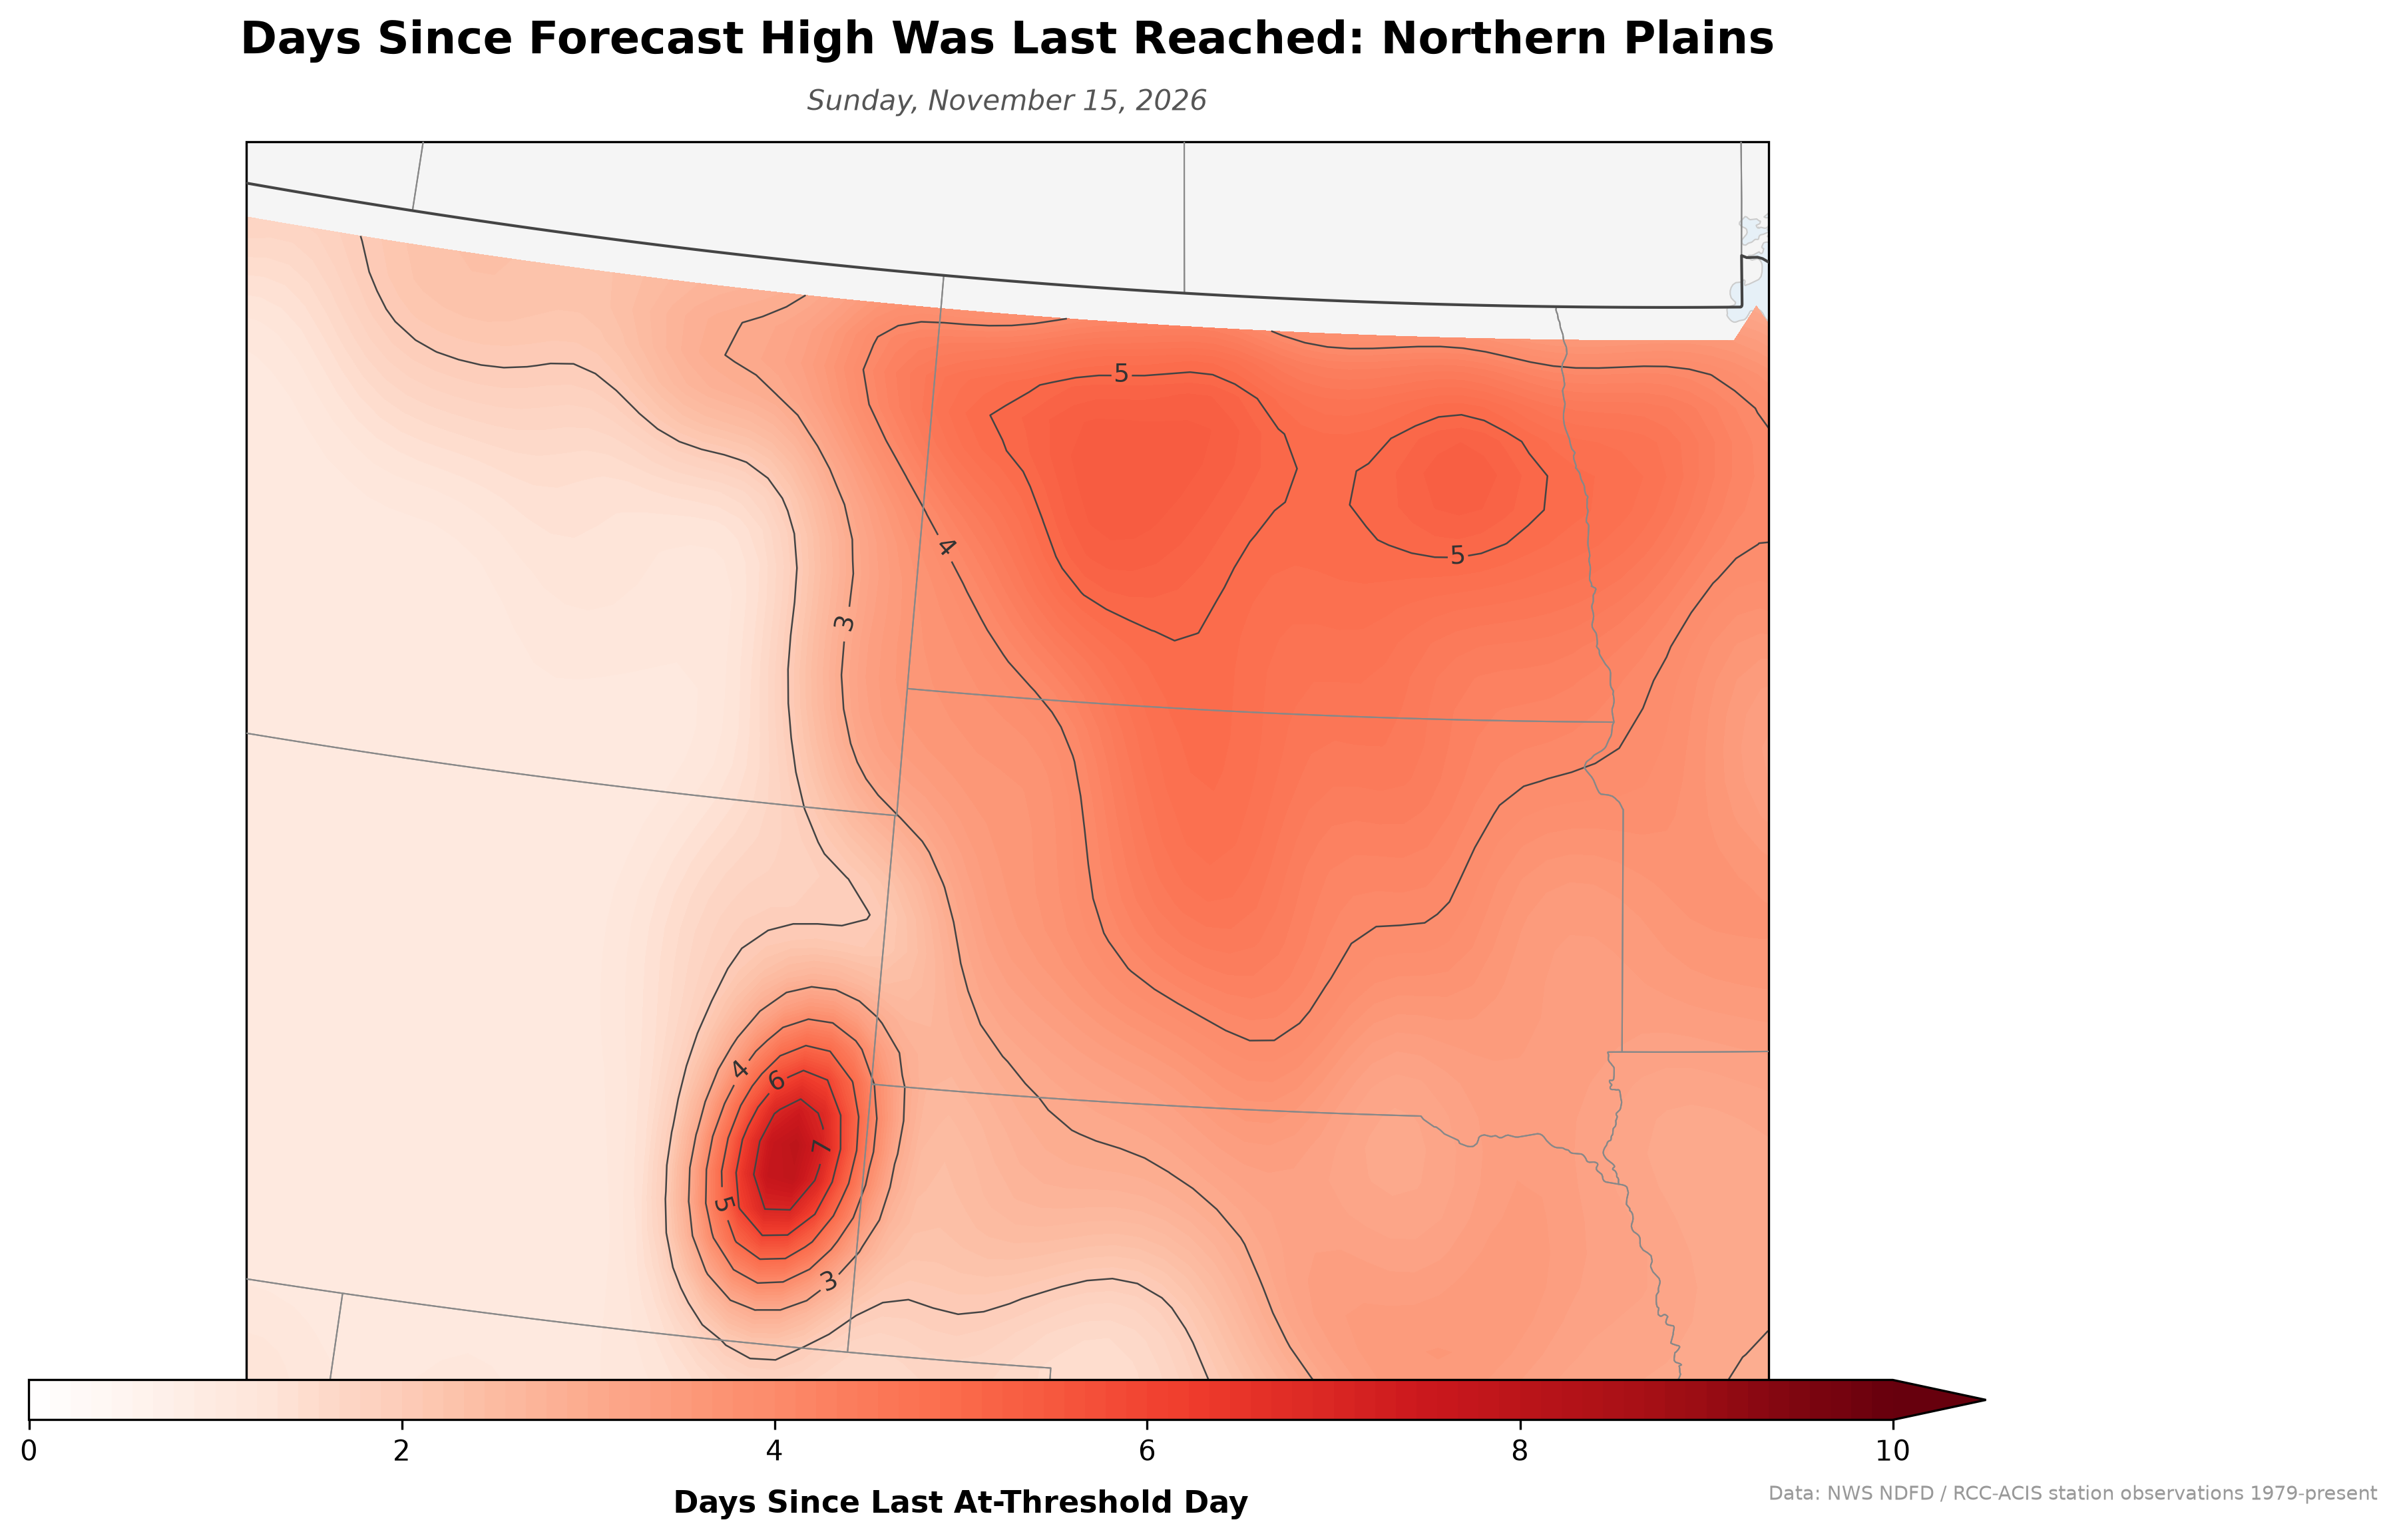 Days Since Forecast High Was Last Reached: Northern Plains
Sunday, November 15, 2026
5
5
4
3
4
6
7
5
3
0 2 4 6 8 10
Days Since Last At-Threshold Day
Data: NWS NDFD / RCC-ACIS station observations 1979-present